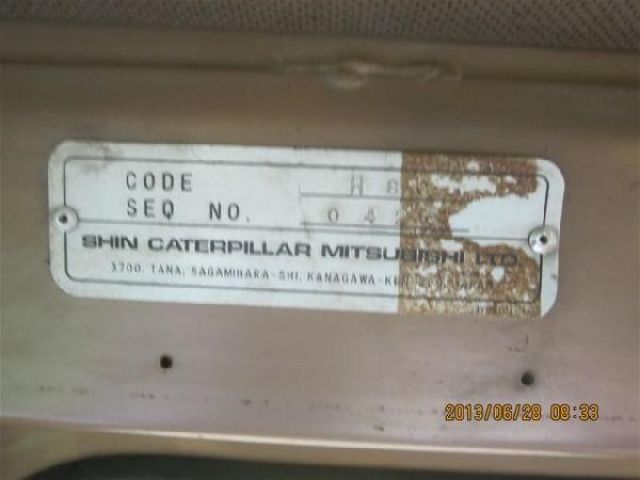 CODE
SEQ NO.
SHIN CATERPILLAR MITSUBISHI LTD.
3700, TANA, SAGAMIHARA-SHI, KANAGAWA-KEN
2013/06/28 08:33